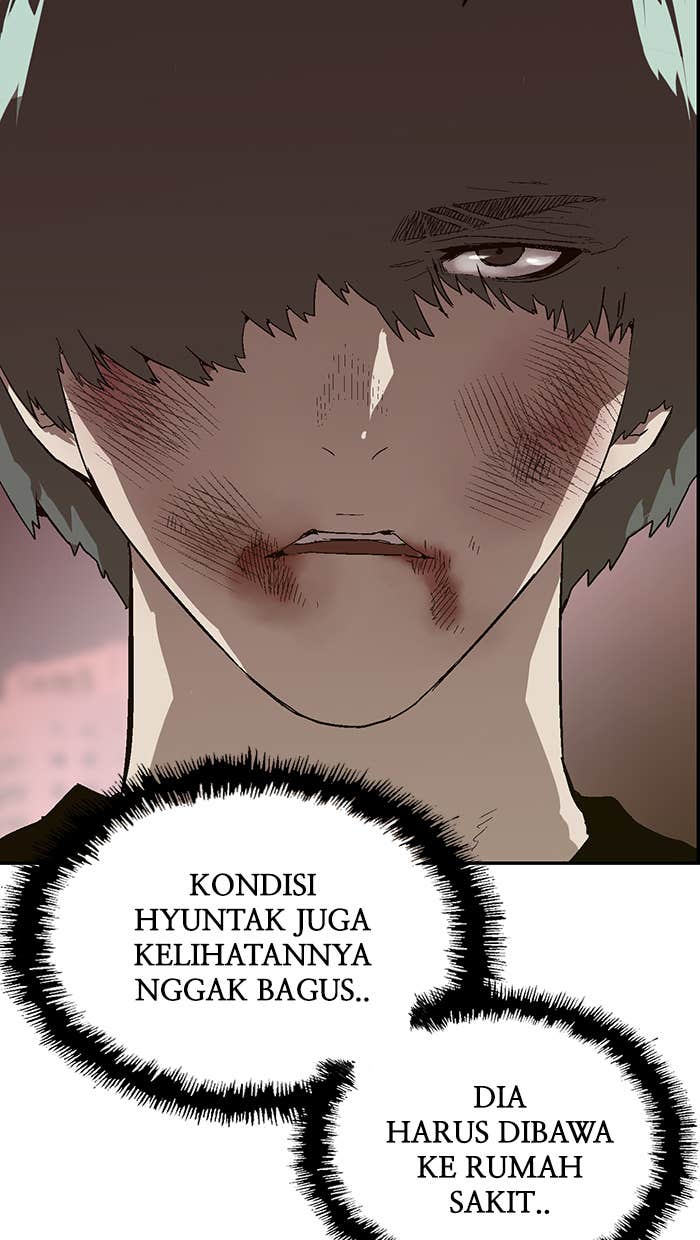 KONDISI
HYUNTAK JUGA
KELIHATANNYA
NGGAK BAGUS..
DIA
HARUS DIBAWA
KE RUMAH
SAKIT..